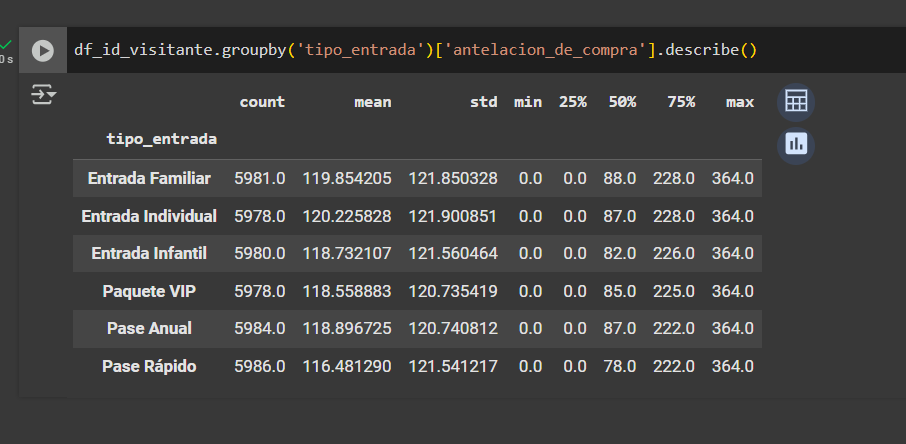 df_id_visitante.groupby('tipo_entrada')['antelacion_de_compra'].describe()
0 s
count mean std min 25% 50% 75% max
tipo_entrada
Entrada Familiar 5981.0 119.854205 121.850328 0.0 0.0 88.0 228.0 364.0
Entrada Individual 5978.0 120.225828 121.900851 0.0 0.0 87.0 228.0 364.0
Entrada Infantil 5980.0 118.732107 121.560464 0.0 0.0 82.0 226.0 364.0
Paquete VIP 5978.0 118.558883 120.735419 0.0 0.0 85.0 225.0 364.0
Pase Anual 5984.0 118.896725 120.740812 0.0 0.0 87.0 222.0 364.0
Pase Rápido 5986.0 116.481290 121.541217 0.0 0.0 78.0 222.0 364.0